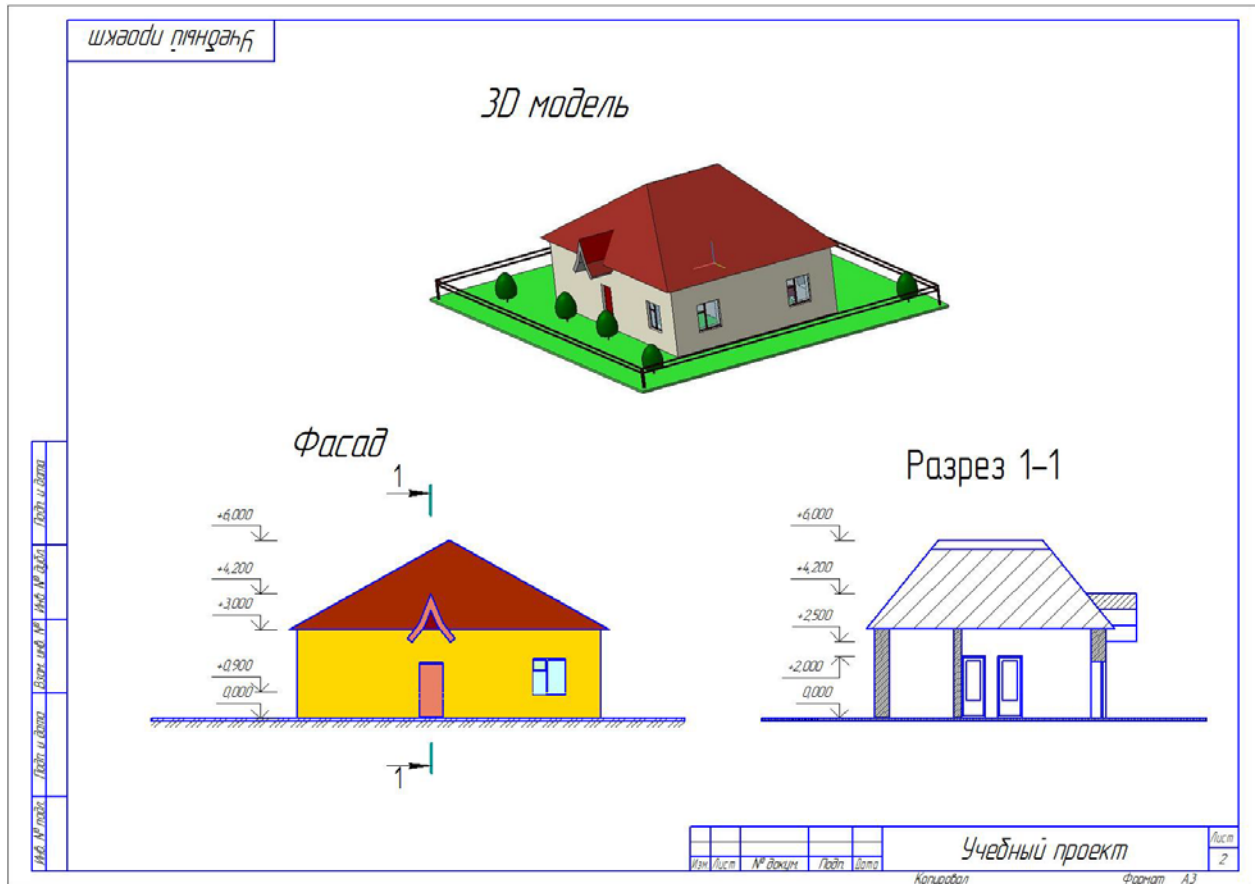 Учебный проект
3D модель
Фасад
1
+6,000
+4,200
+3,000
+0,900
0,000
1
Разрез 1-1
+6,000
+4,200
+2,500
+2,000
0,000
Подп. и дата
Инв. № дубл.
Взам. инв. №
Подп. и дата
Инв. № подл.
Изм. Лист № докум. Подп. Дата
Учебный проект
Лист
2
Копировал Формат А3